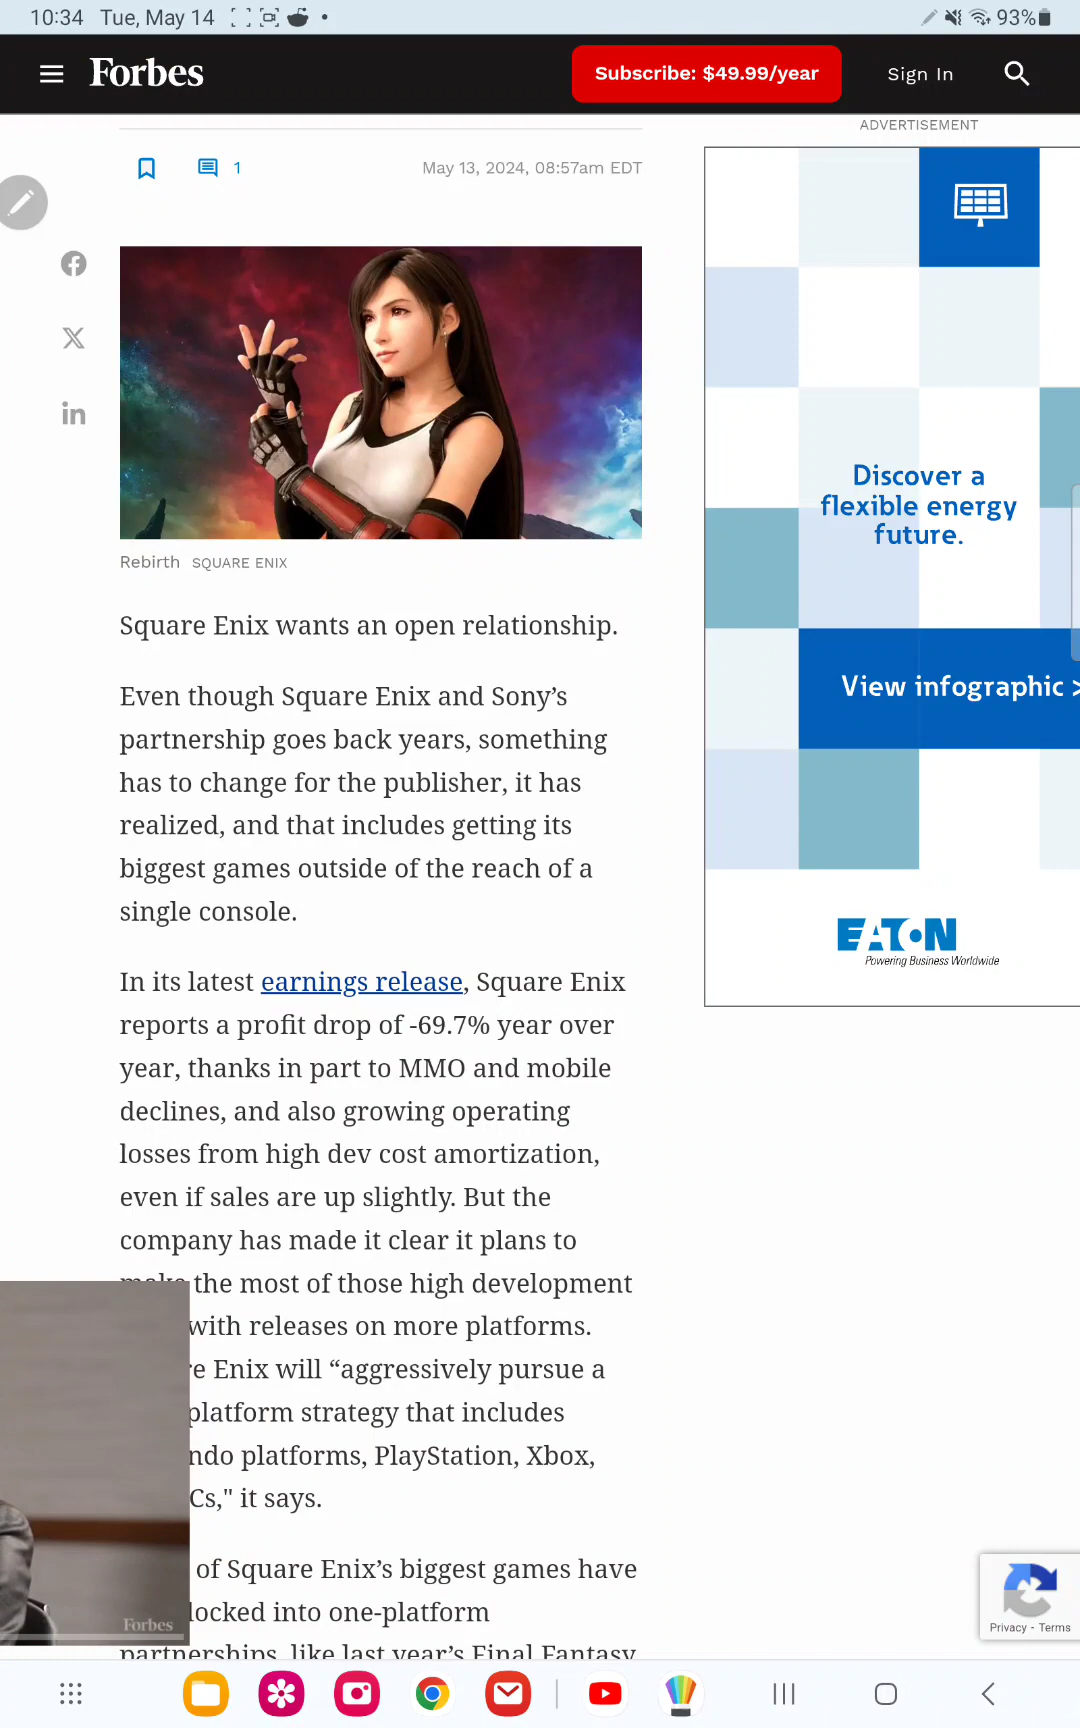 10:34 Tue, May 14
93%
Forbes
Subscribe: $49.99/year
Sign In
ADVERTISEMENT
1
May 13, 2024, 08:57am EDT
Rebirth SQUARE ENIX
Square Enix wants an open relationship.
Even though Square Enix and Sony’s
partnership goes back years, something
has to change for the publisher, it has
realized, and that includes getting its
biggest games outside of the reach of a
single console.
In its latest earnings release, Square Enix
reports a profit drop of -69.7% year over
year, thanks in part to MMO and mobile
declines, and also growing operating
losses from high dev cost amortization,
even if sales are up slightly. But the
company has made it clear it plans to
make the most of those high development
with releases on more platforms.
Enix will “aggressively pursue a
platform strategy that includes
platforms, PlayStation, Xbox,
Cs," it says.
of Square Enix’s biggest games have
locked into one-platform
partnerships, like last year’s Final Fantasy
Discover a
flexible energy
future.
View infographic >
EATON
Powering Business Worldwide
Forbes
Privacy - Terms